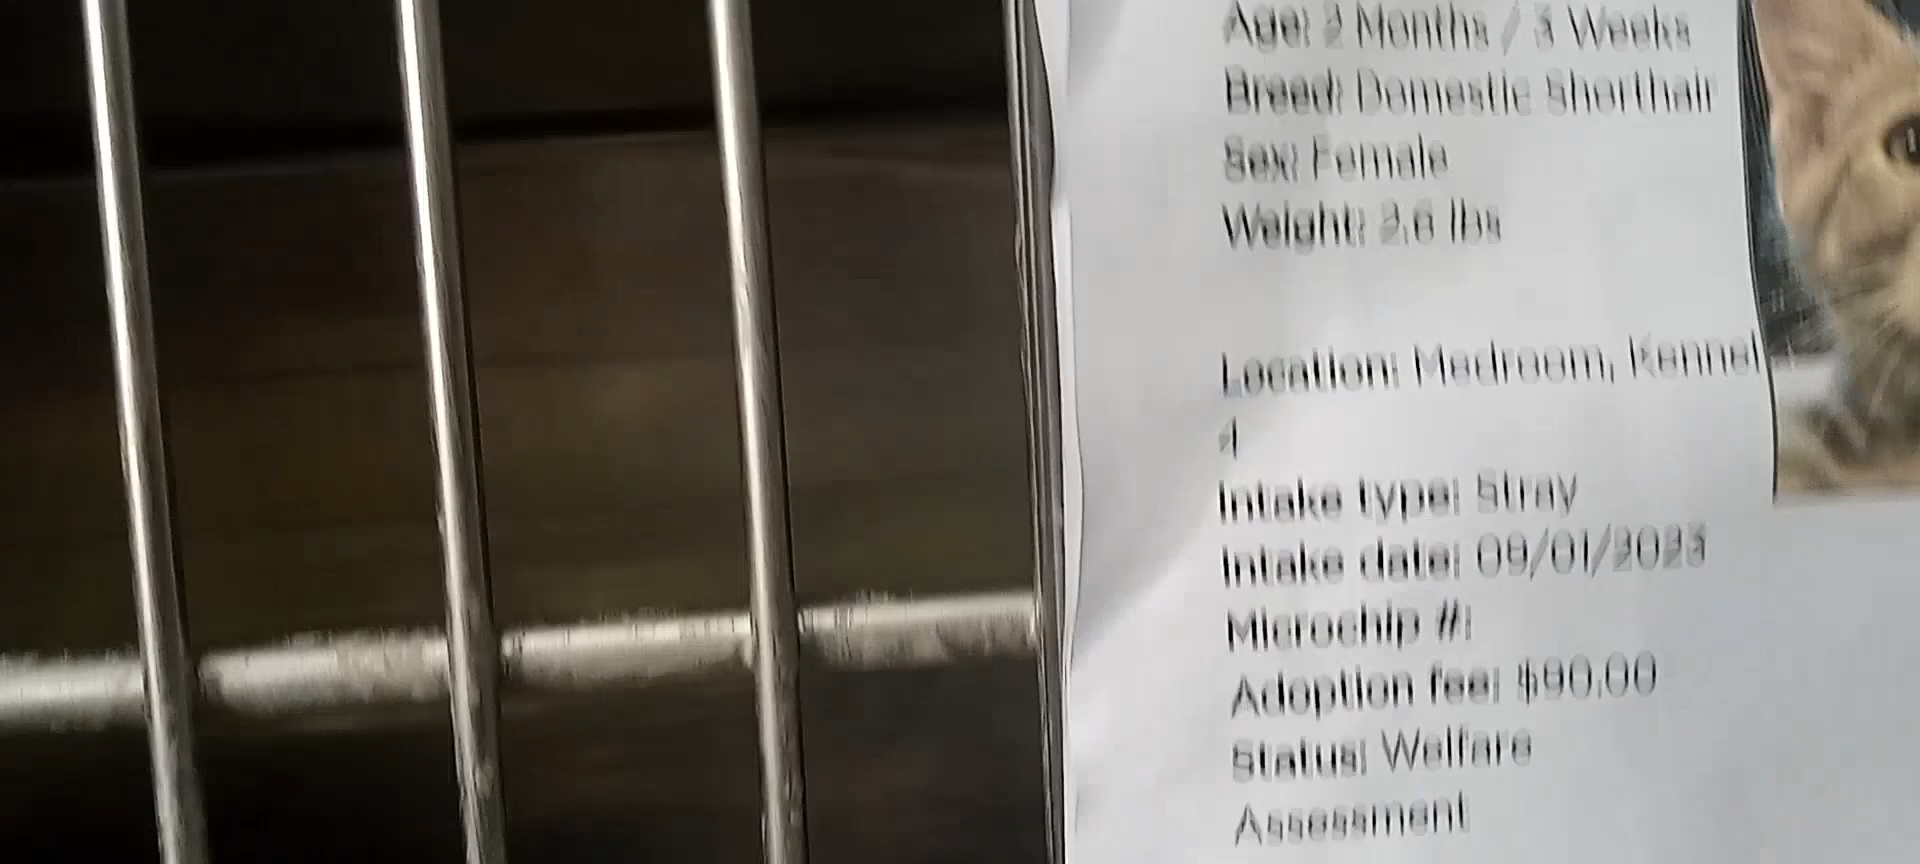 Age: 2 Months / 3 Weeks
Breed: Domestic Shorthair
Sex: Female
Weight: 2.6 lbs
Location: Medroom, Kennel
4
Intake type: Stray
Intake date: 09/01/2023
Microchip #:
Adoption fee: $90.00
Status: Welfare
Assessment